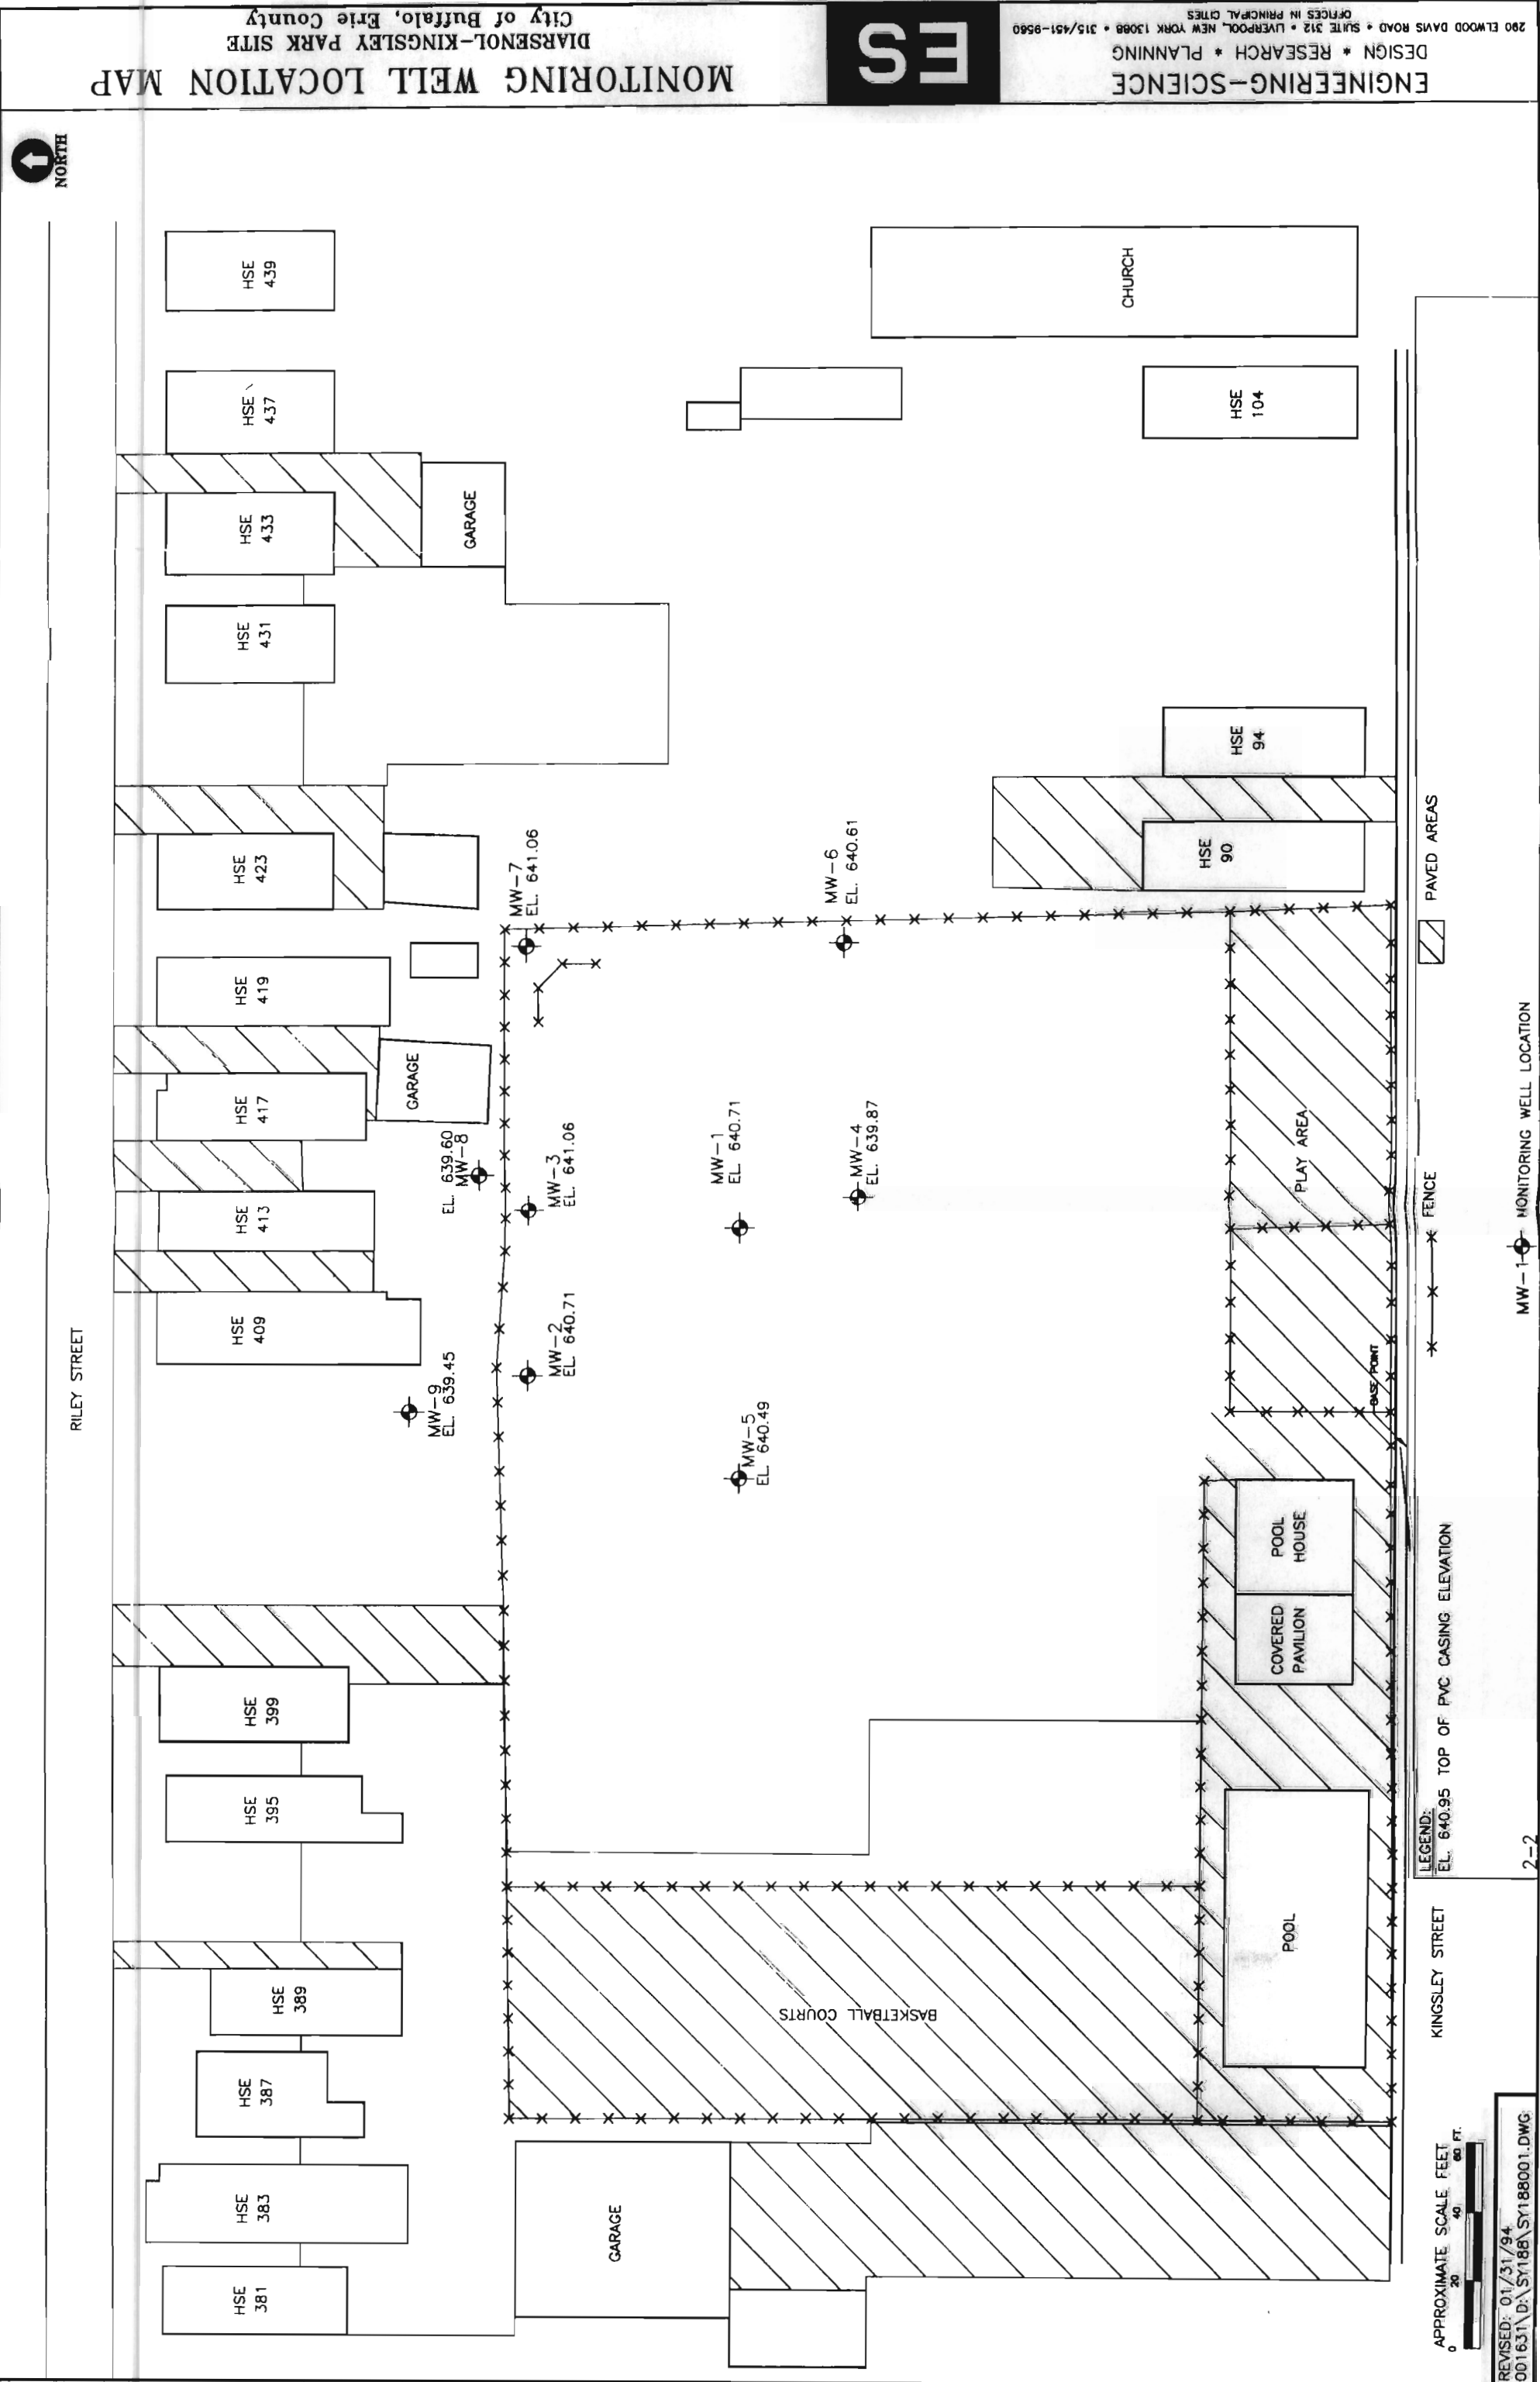 MONITORING WELL LOCATION MAP
DIARSENOL-KINGSLEY PARK SITE
City of Buffalo, Erie County
ES
ENGINEERING-SCIENCE
DESIGN * RESEARCH * PLANNING
290 ELWOOD DAVIS ROAD • SUITE 312 • LIVERPOOL, NEW YORK 13088 • 315/451-9560
OFFICES IN PRINCIPAL CITIES
NORTH
RILEY STREET
HSE
381
HSE
383
HSE
387
HSE
389
HSE
395
HSE
399
HSE
409
HSE
413
HSE
417
HSE
419
HSE
423
HSE
431
HSE
433
HSE
437
HSE
439
GARAGE
GARAGE
GARAGE
MW-9
EL. 639.45
EL. 639.60
MW-8
MW-2
EL. 640.71
MW-3
EL. 641.06
MW-7
EL. 641.06
MW-5
EL. 640.49
MW-1
EL. 640.71
MW-4
EL. 639.87
MW-6
EL. 640.61
BASKETBALL COURTS
POOL
COVERED
PAVILION
POOL
HOUSE
BASE POINT
PLAY AREA
HSE
90
HSE
94
HSE
104
CHURCH
KINGSLEY STREET
LEGEND:
EL. 640.95 TOP OF PVC CASING ELEVATION
FENCE
PAVED AREAS
MW-1 MONITORING WELL LOCATION
2-2
APPROXIMATE SCALE FEET
0 20 40 60 FT.
REVISED: 01/31/94
001631\D:\SY188\SY188001.DWG